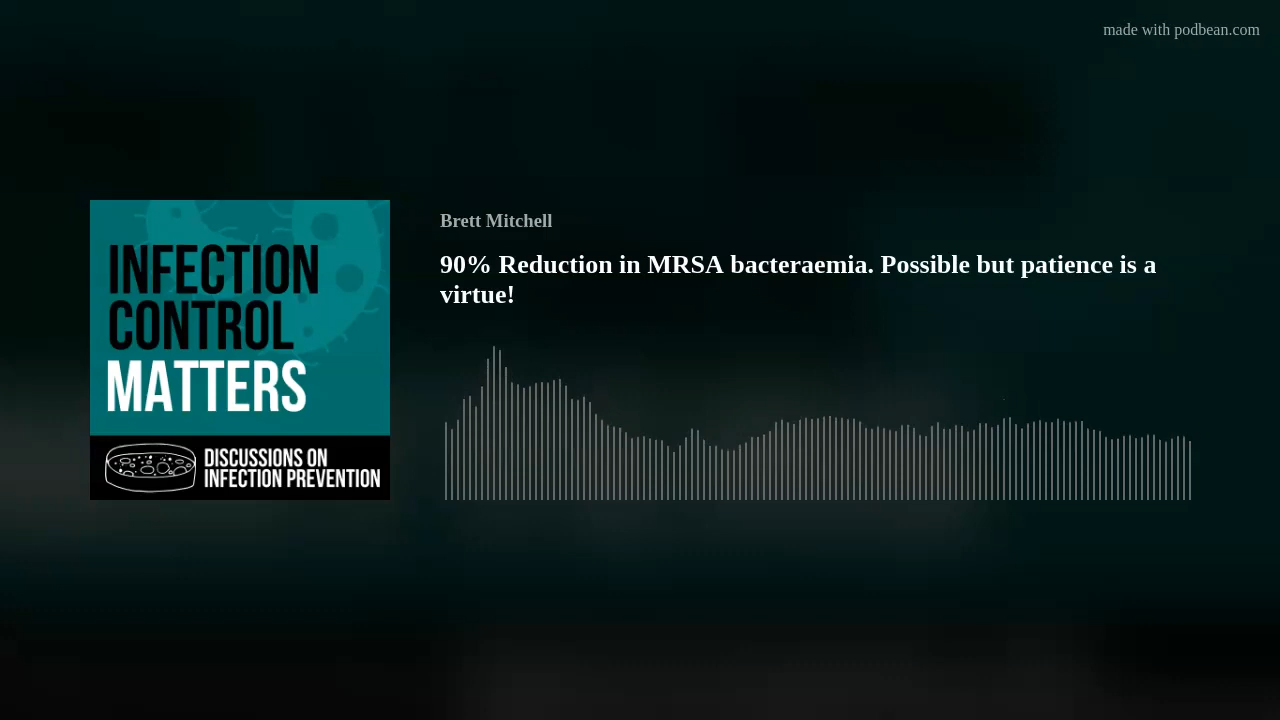 made with podbean.com
INFECTION
CONTROL
MATTERS
DISCUSSIONS ON
INFECTION PREVENTION
Brett Mitchell
90% Reduction in MRSA bacteraemia. Possible but patience is a
virtue!